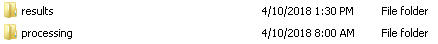 results 4/10/2018 1:30 PM File folder
processing 4/10/2018 8:00 AM File folder